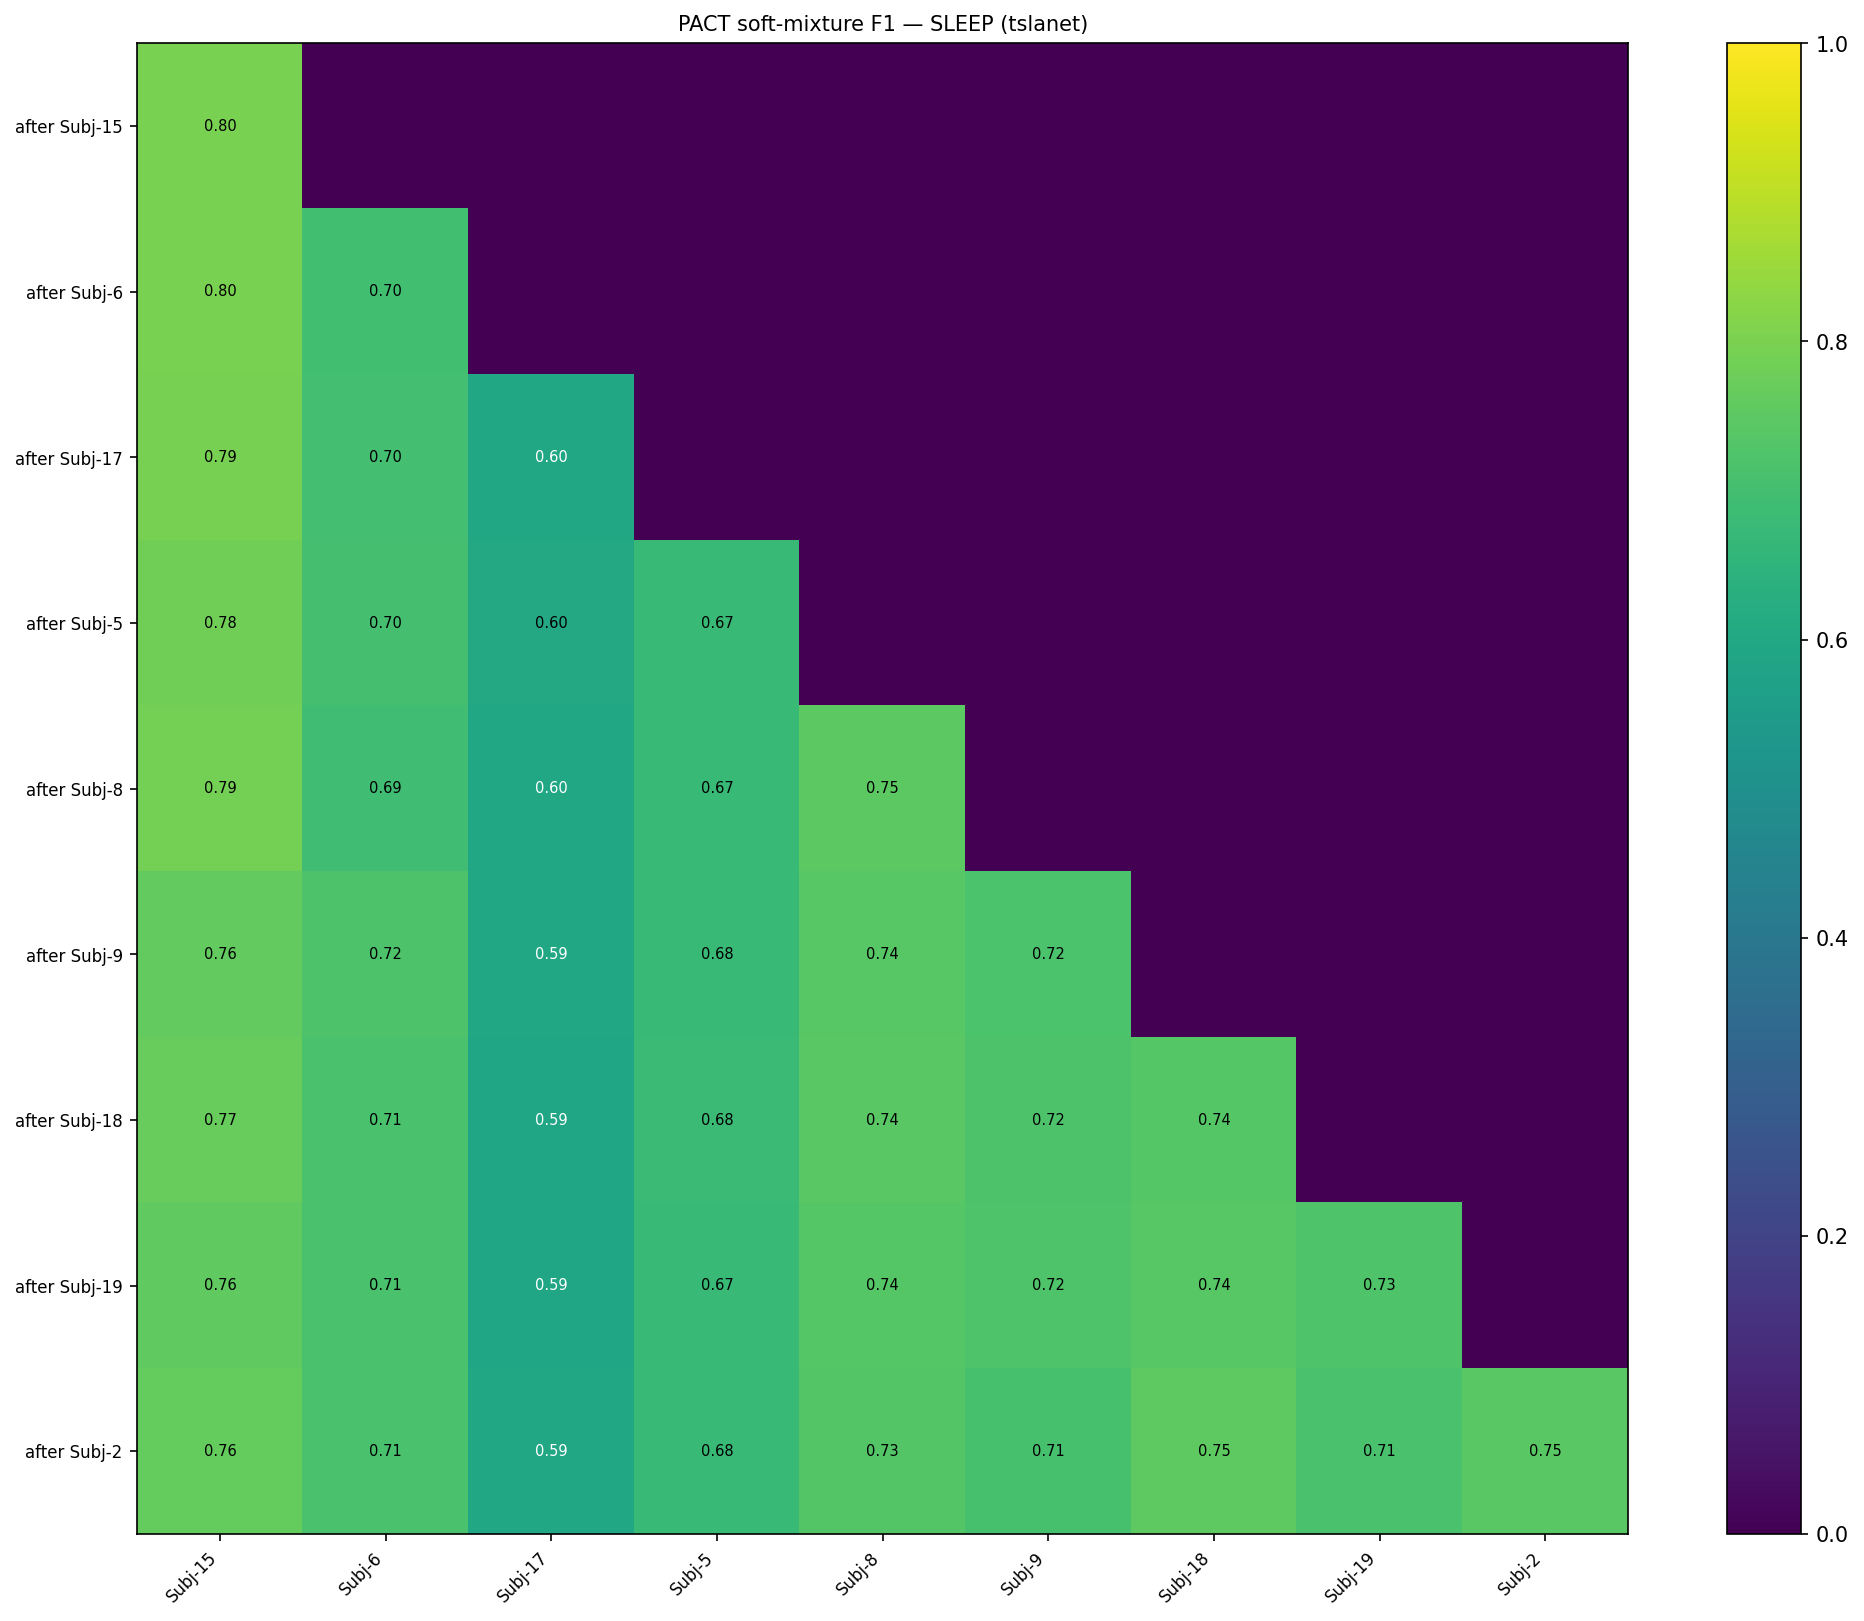 PACT soft-mixture F1 — SLEEP (tslanet)
after Subj-15 0.80
after Subj-6 0.80 0.70
after Subj-17 0.79 0.70 0.60
after Subj-5 0.78 0.70 0.60 0.67
after Subj-8 0.79 0.69 0.60 0.67 0.75
after Subj-9 0.76 0.72 0.59 0.68 0.74 0.72
after Subj-18 0.77 0.71 0.59 0.68 0.74 0.72 0.74
after Subj-19 0.76 0.71 0.59 0.67 0.74 0.72 0.74 0.73
after Subj-2 0.76 0.71 0.59 0.68 0.73 0.71 0.75 0.71 0.75
Subj-15 Subj-6 Subj-17 Subj-5 Subj-8 Subj-9 Subj-18 Subj-19 Subj-2
1.0
0.8
0.6
0.4
0.2
0.0